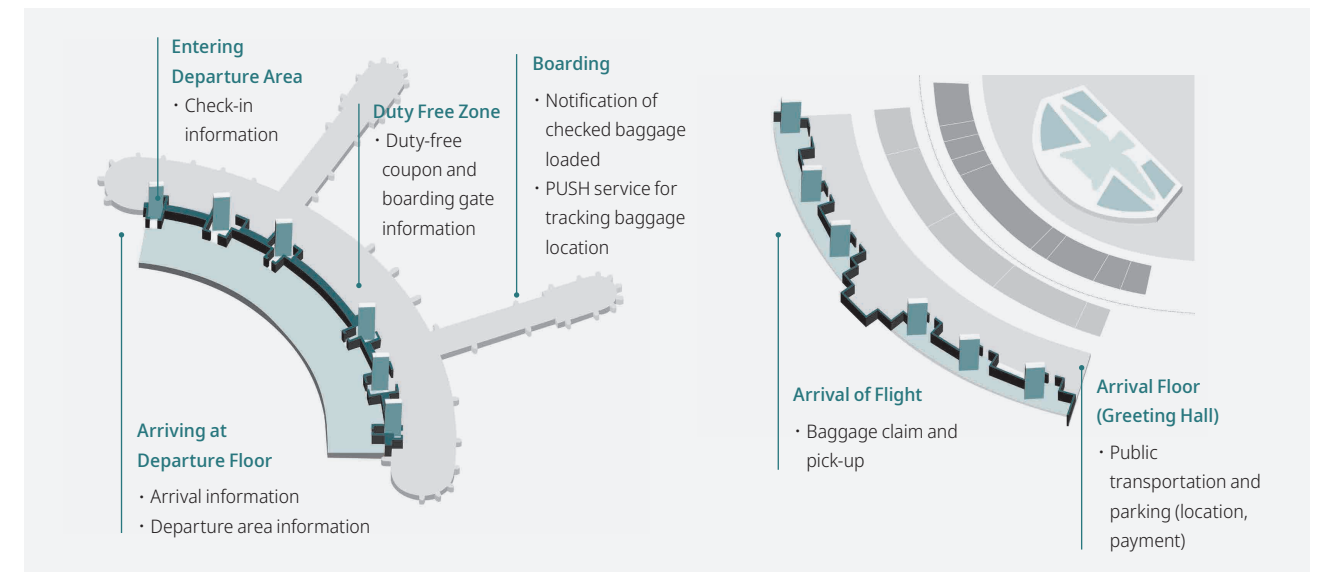 Entering
Departure Area
· Check-in
information
Duty Free Zone
· Duty-free
coupon and
boarding gate
information
Boarding
· Notification of
checked baggage
loaded
· PUSH service for
tracking baggage
location
Arriving at
Departure Floor
· Arrival information
· Departure area information
Arrival of Flight
· Baggage claim and
pick-up
Arrival Floor
(Greeting Hall)
· Public
transportation and
parking (location,
payment)